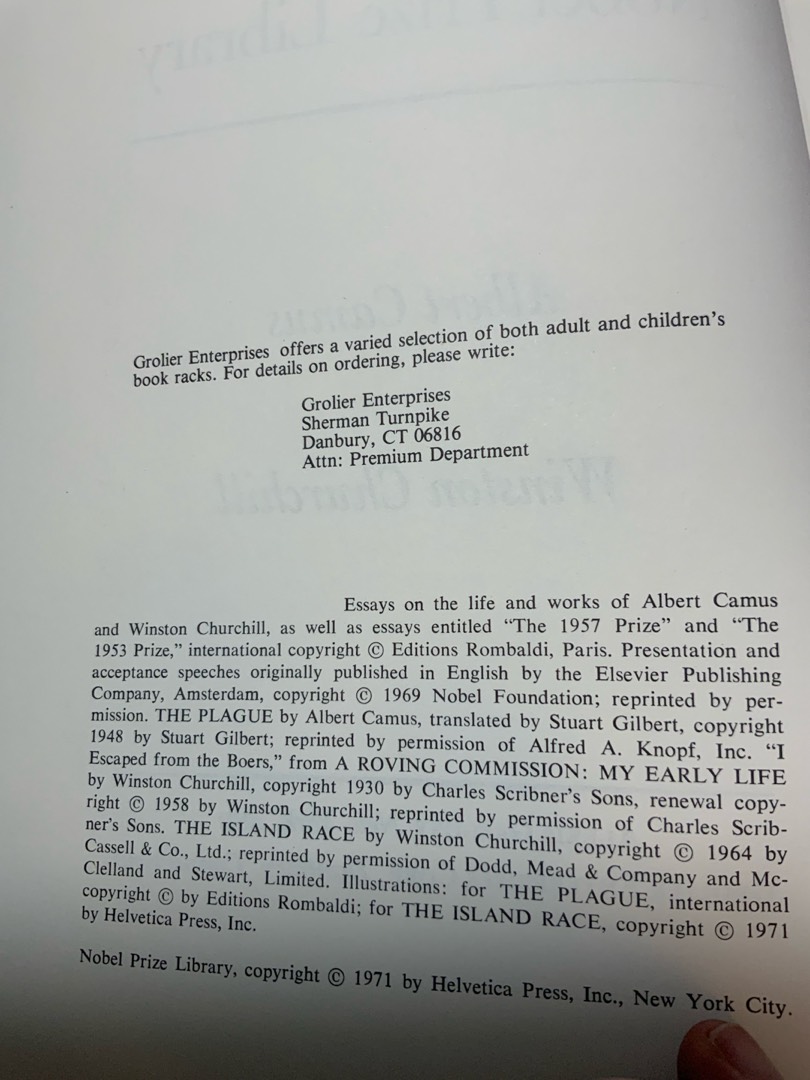 Grolier Enterprises offers a varied selection of both adult and children's
book racks. For details on ordering, please write:
Grolier Enterprises
Sherman Turnpike
Danbury, CT 06816
Attn: Premium Department
Essays on the life and works of Albert Camus
and Winston Churchill, as well as essays entitled “The 1957 Prize” and “The
1953 Prize,” international copyright © Editions Rombaldi, Paris. Presentation and
acceptance speeches originally published in English by the Elsevier Publishing
Company, Amsterdam, copyright © 1969 Nobel Foundation; reprinted by per-
mission. THE PLAGUE by Albert Camus, translated by Stuart Gilbert, copyright
1948 by Stuart Gilbert; reprinted by permission of Alfred A. Knopf, Inc. “I
Escaped from the Boers,” from A ROVING COMMISSION: MY EARLY LIFE
by Winston Churchill, copyright 1930 by Charles Scribner's Sons, renewal copy-
right © 1958 by Winston Churchill; reprinted by permission of Charles Scrib-
ner's Sons. THE ISLAND RACE by Winston Churchill, copyright © 1964 by
Cassell & Co., Ltd.; reprinted by permission of Dodd, Mead & Company and Mc-
Clelland and Stewart, Limited. Illustrations: for THE PLAGUE, international
copyright © by Editions Rombaldi; for THE ISLAND RACE, copyright © 1971
by Helvetica Press, Inc.
Nobel Prize Library, copyright © 1971 by Helvetica Press, Inc., New York City.